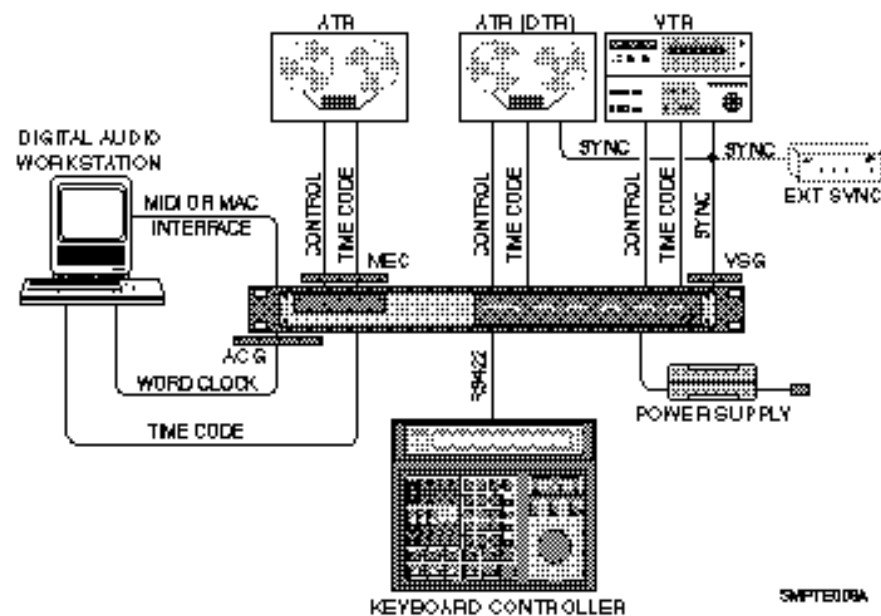 ATR
ATR (DTR)
VTR
DIGITAL AUDIO
WORKSTATION
MIDI OR MAC
INTERFACE
CONTROL
TIME CODE
CONTROL
TIME CODE
CONTROL
TIME CODE
SYNC
SYNC
SYNC
EXT SYNC
MEC
VSG
ACG
WORD CLOCK
TIME CODE
RS422
POWER SUPPLY
KEYBOARD CONTROLLER
SMPTE008A